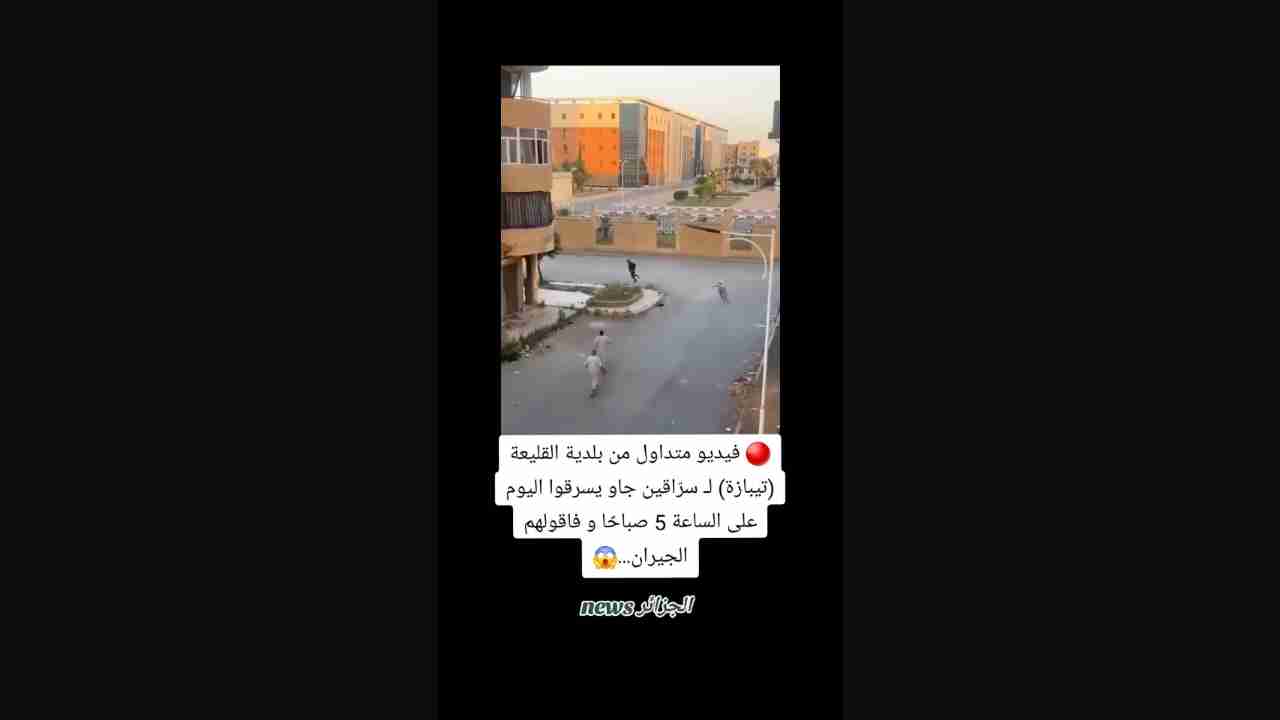 🔴 فيديو متداول من بلدية القليعة
(تيبازة) لـ سرّاقين جاو يسرقوا اليوم
على الساعة 5 صباحًا و فاقولهم
الجيران...😱
الجزائر news